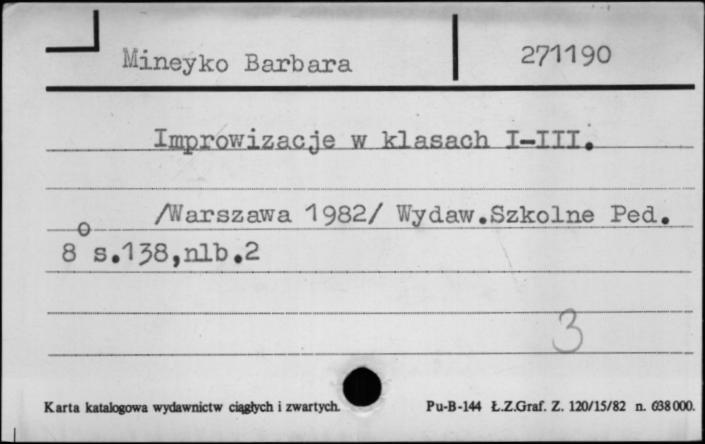 Mineyko Barbara 271190
Improwizacje w klasach I-III.
/Warszawa 1982/ Wydaw.Szkolne Ped.
8° s.138,nlb.2
3
Karta katalogowa wydawnictw ciągłych i zwartych. Pu-B-144 Ł.Z.Graf. Z. 120/15/82 n. 638000.